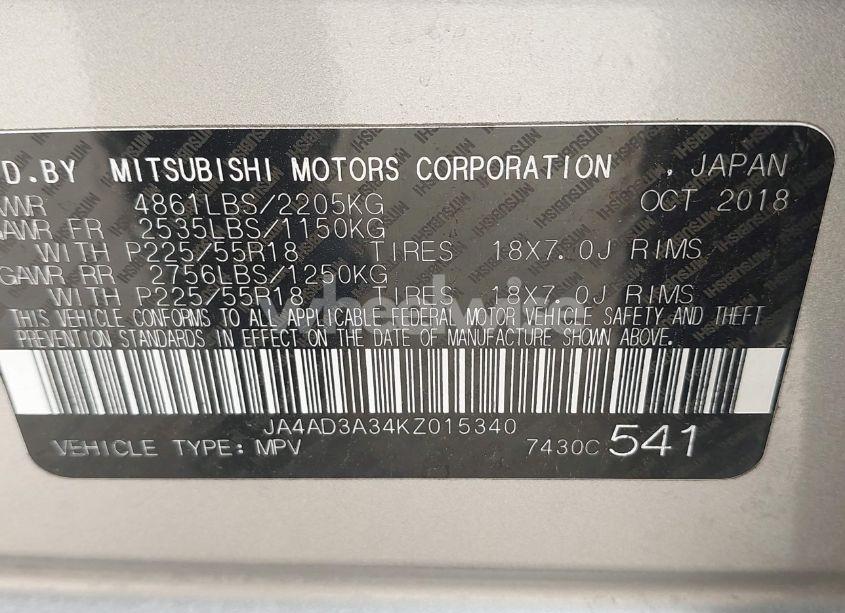 D.BY MITSUBISHI MOTORS CORPORATION , JAPAN
4861LBS/2205KG OCT 2018
AWR FR 2535LBS/1150KG
WITH P225/55R18 TIRES 18X7.0J RIMS
GAWR RR 2756LBS/1250KG
WITH P225/55R18 TIRES 18X7.0J RIMS
THIS VEHICLE CONFORMS TO ALL APPLICABLE FEDERAL MOTOR VEHICLE SAFETY AND THEFT
PREVENTION STANDARDS IN EFFECT ON THE DATE OF MANUFACTURE SHOWN ABOVE.
JA4AD3A34KZ015340
VEHICLE TYPE: MPV 7430C 541